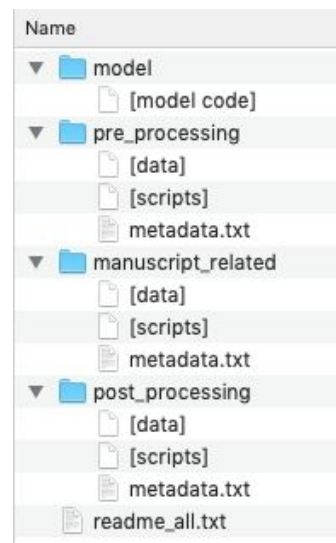 Name
model
[model code]
pre_processing
[data]
[scripts]
metadata.txt
manuscript_related
[data]
[scripts]
metadata.txt
post_processing
[data]
[scripts]
metadata.txt
readme_all.txt